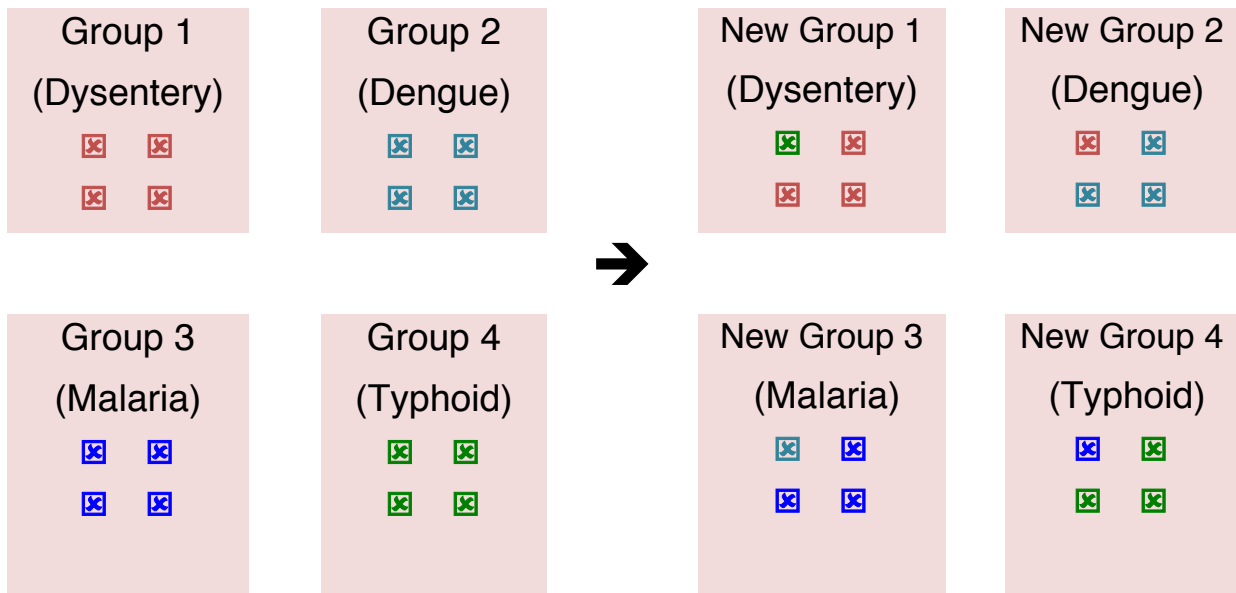 Group 1
(Dysentery)
Group 2
(Dengue)
Group 3
(Malaria)
Group 4
(Typhoid)
New Group 1
(Dysentery)
New Group 2
(Dengue)
New Group 3
(Malaria)
New Group 4
(Typhoid)